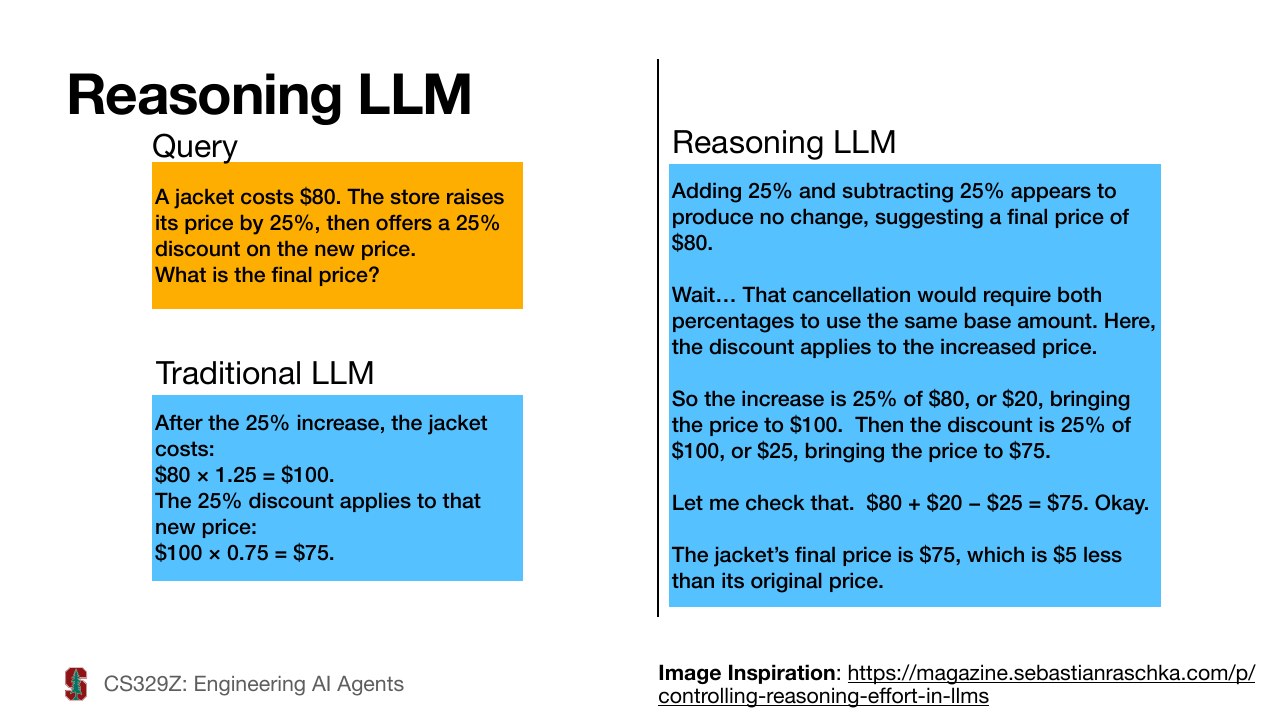 Reasoning LLM
Query
A jacket costs $80. The store raises
its price by 25%, then offers a 25%
discount on the new price.
What is the final price?
Traditional LLM
After the 25% increase, the jacket
costs:
$80 × 1.25 = $100.
The 25% discount applies to that
new price:
$100 × 0.75 = $75.
Reasoning LLM
Adding 25% and subtracting 25% appears to
produce no change, suggesting a final price of
$80.
Wait… That cancellation would require both
percentages to use the same base amount. Here,
the discount applies to the increased price.
So the increase is 25% of $80, or $20, bringing
the price to $100.  Then the discount is 25% of
$100, or $25, bringing the price to $75.
Let me check that.  $80 + $20 − $25 = $75. Okay.
The jacket’s final price is $75, which is $5 less
than its original price.
CS329Z: Engineering AI Agents
Image Inspiration: https://magazine.sebastianraschka.com/p/
controlling-reasoning-effort-in-llms